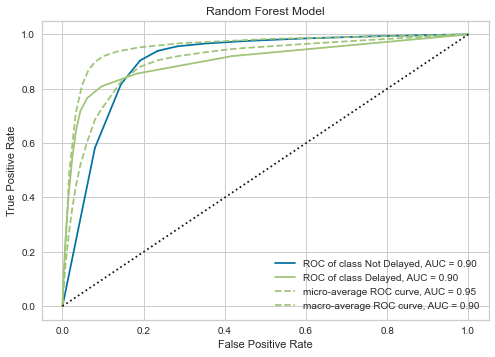 Random Forest Model
True Positive Rate
1.0
0.8
0.6
0.4
0.2
0.0
ROC of class Not Delayed, AUC = 0.90
ROC of class Delayed, AUC = 0.90
micro-average ROC curve, AUC = 0.95
macro-average ROC curve, AUC = 0.90
0.0 0.2 0.4 0.6 0.8 1.0
False Positive Rate